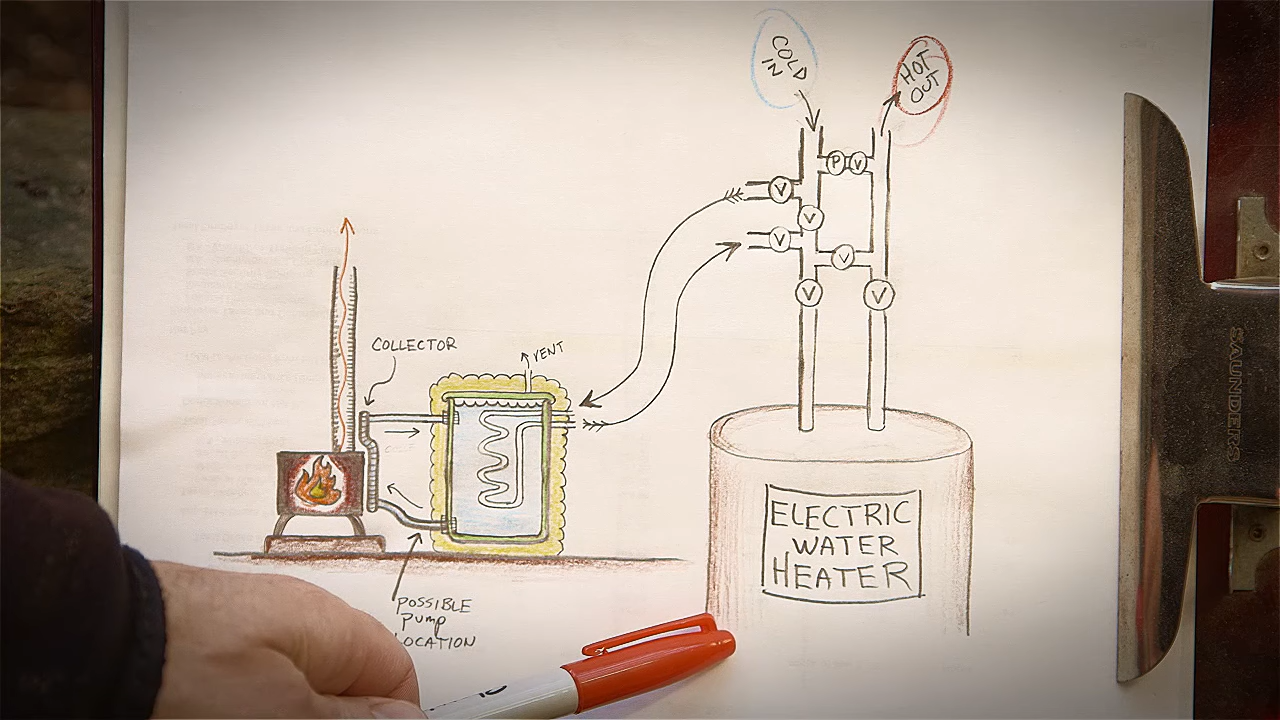 COLD
IN
HOT
OUT
P V
V
V
V
V
V V
COLLECTOR
VENT
ELECTRIC
WATER
HEATER
POSSIBLE
PUMP
LOCATION
SAUNDERS